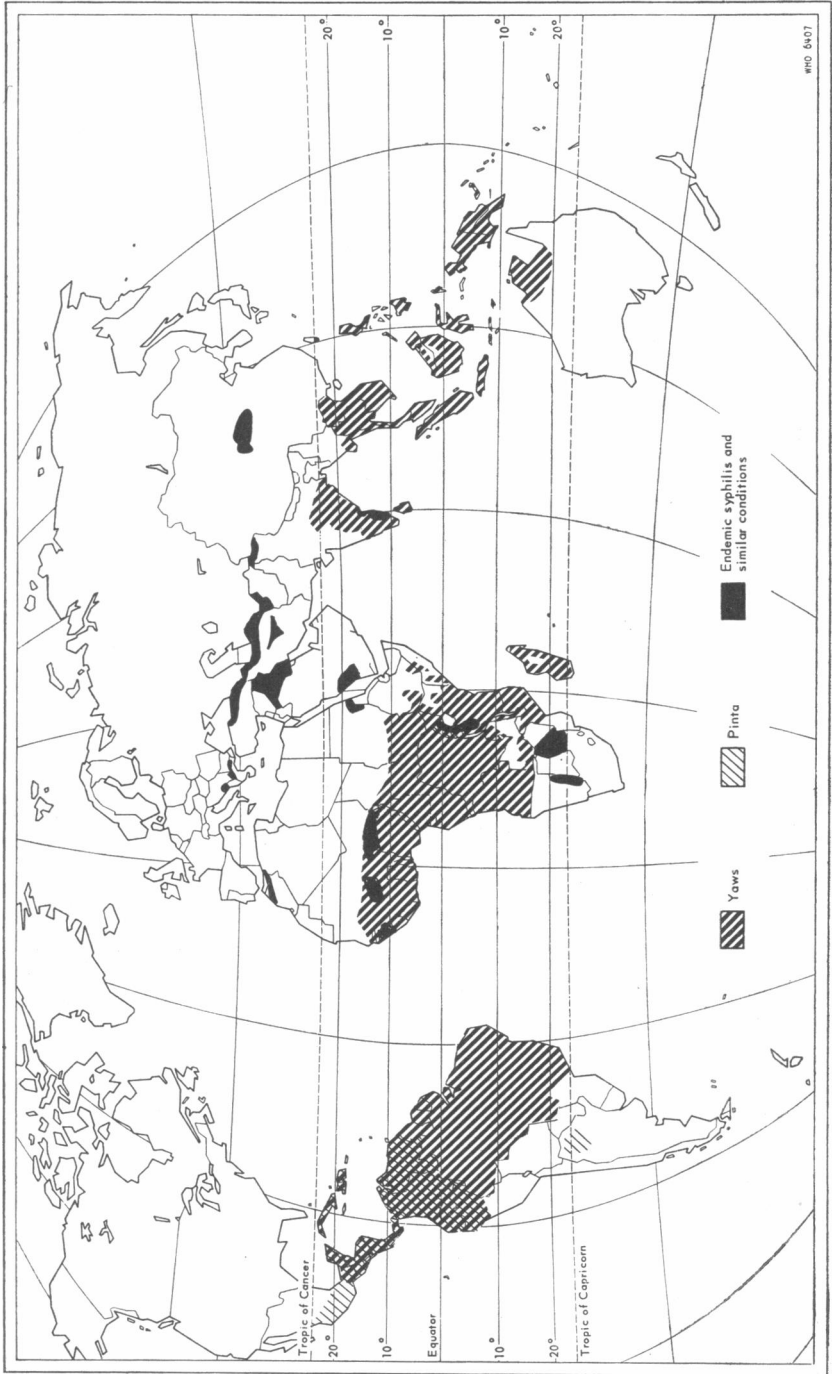 20°
10°
10°
20°
WHO 6407
Tropic of Cancer
20°
10°
Equator
10°
20°
Tropic of Capricorn
Yaws
Pinta
Endemic syphilis and
similar conditions